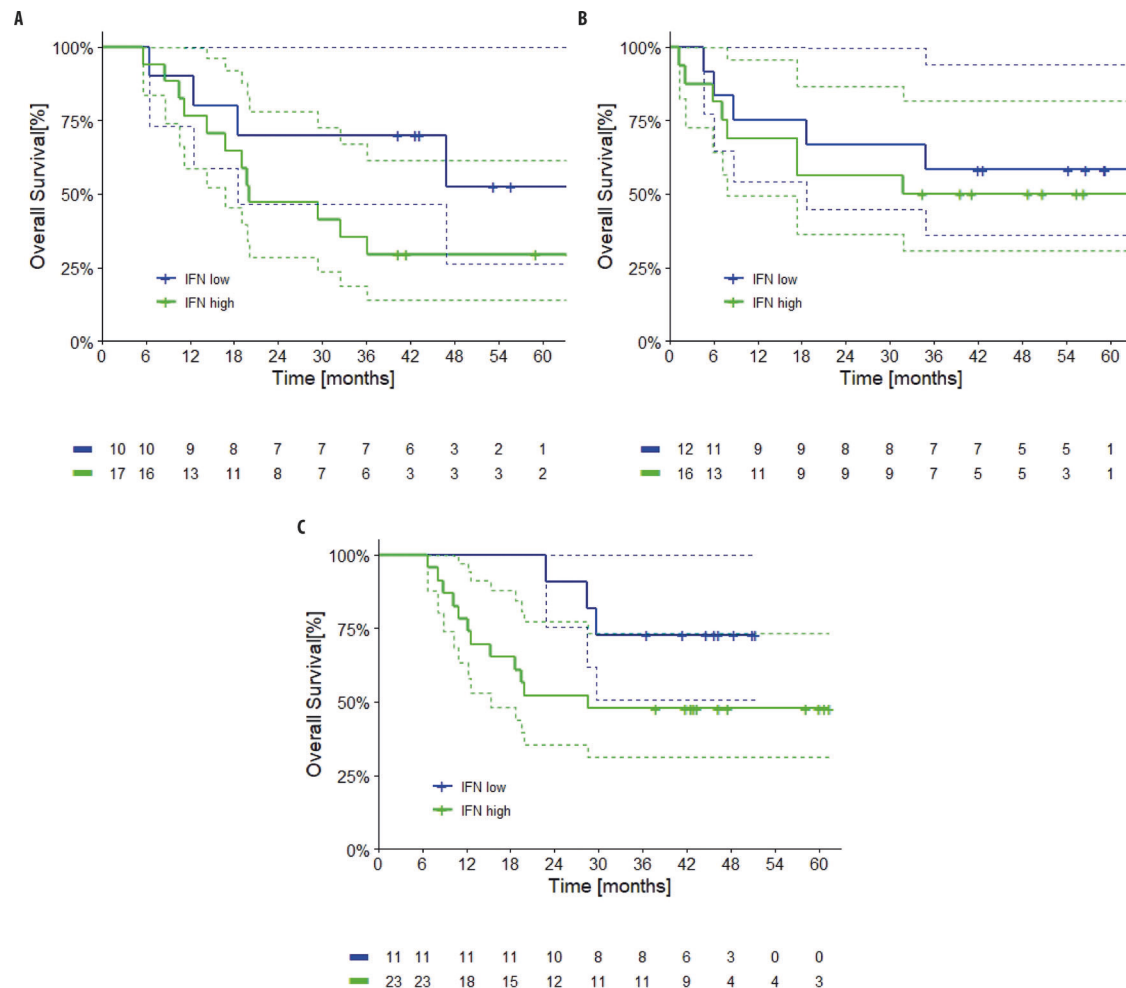 A
Overall Survival[%]
100%
75%
50%
25%
0%
IFN low
IFN high
0 6 12 18 24 30 36 42 48 54 60
Time [months]
10 10 9 8 7 7 7 6 3 2 1
17 16 13 11 8 7 6 3 3 3 2
B
Overall Survival[%]
100%
75%
50%
25%
0%
IFN low
IFN high
0 6 12 18 24 30 36 42 48 54 60
Time [months]
12 11 9 9 8 8 7 7 5 5 1
16 13 11 9 9 9 7 5 5 3 1
C
Overall Survival[%]
100%
75%
50%
25%
0%
IFN low
IFN high
0 6 12 18 24 30 36 42 48 54 60
Time [months]
11 11 11 11 10 8 8 6 3 0 0
23 23 18 15 12 11 11 9 4 4 3